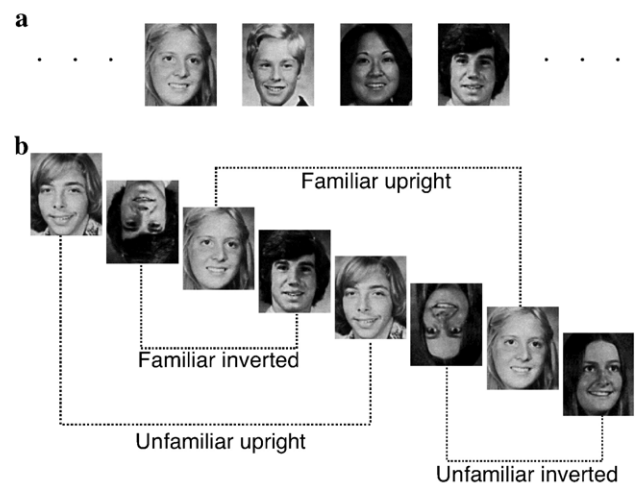 a
b
Familiar upright
Familiar inverted
Unfamiliar upright
Unfamiliar inverted